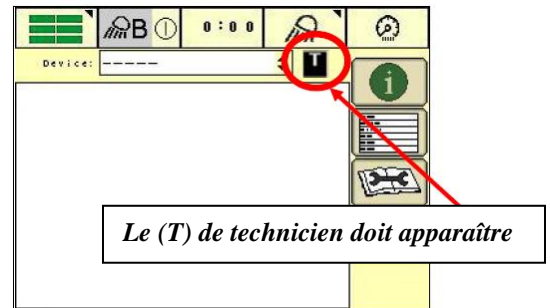 B 0:00
Device: ----- T
i
Le (T) de technicien doit apparaître